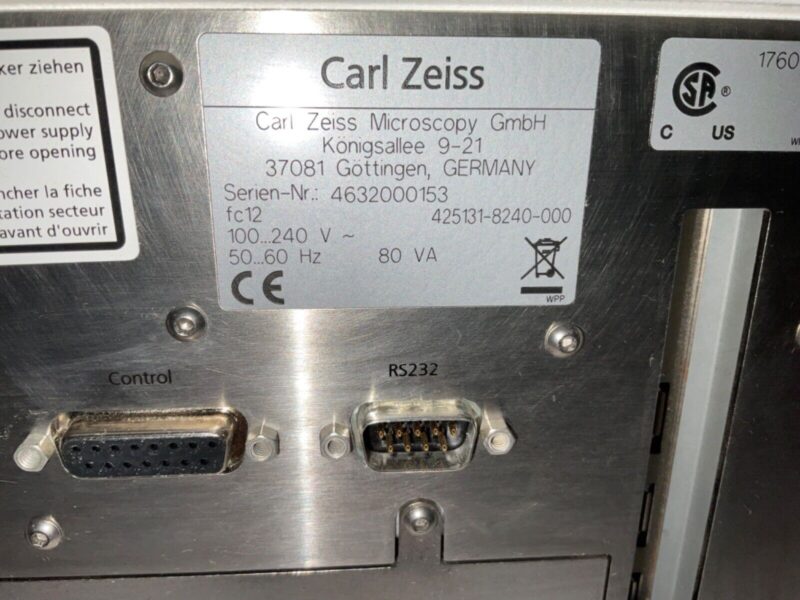 ker ziehen
disconnect
ower supply
ore opening
ncher la fiche
tation secteur
avant d'ouvrir
Carl Zeiss
Carl Zeiss Microscopy GmbH
Königsallee 9-21
37081 Göttingen, GERMANY
Serien-Nr.: 4632000153
fc12 425131-8240-000
100...240 V ~
50...60 Hz 80 VA
CE
WPP
1760
SA ®
C US
Control
RS232